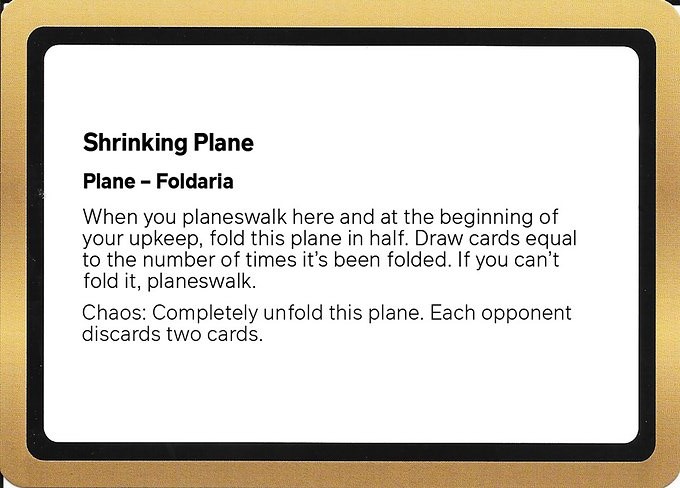 Shrinking Plane
Plane – Foldaria
When you planeswalk here and at the beginning of
your upkeep, fold this plane in half. Draw cards equal
to the number of times it’s been folded. If you can’t
fold it, planeswalk.
Chaos: Completely unfold this plane. Each opponent
discards two cards.